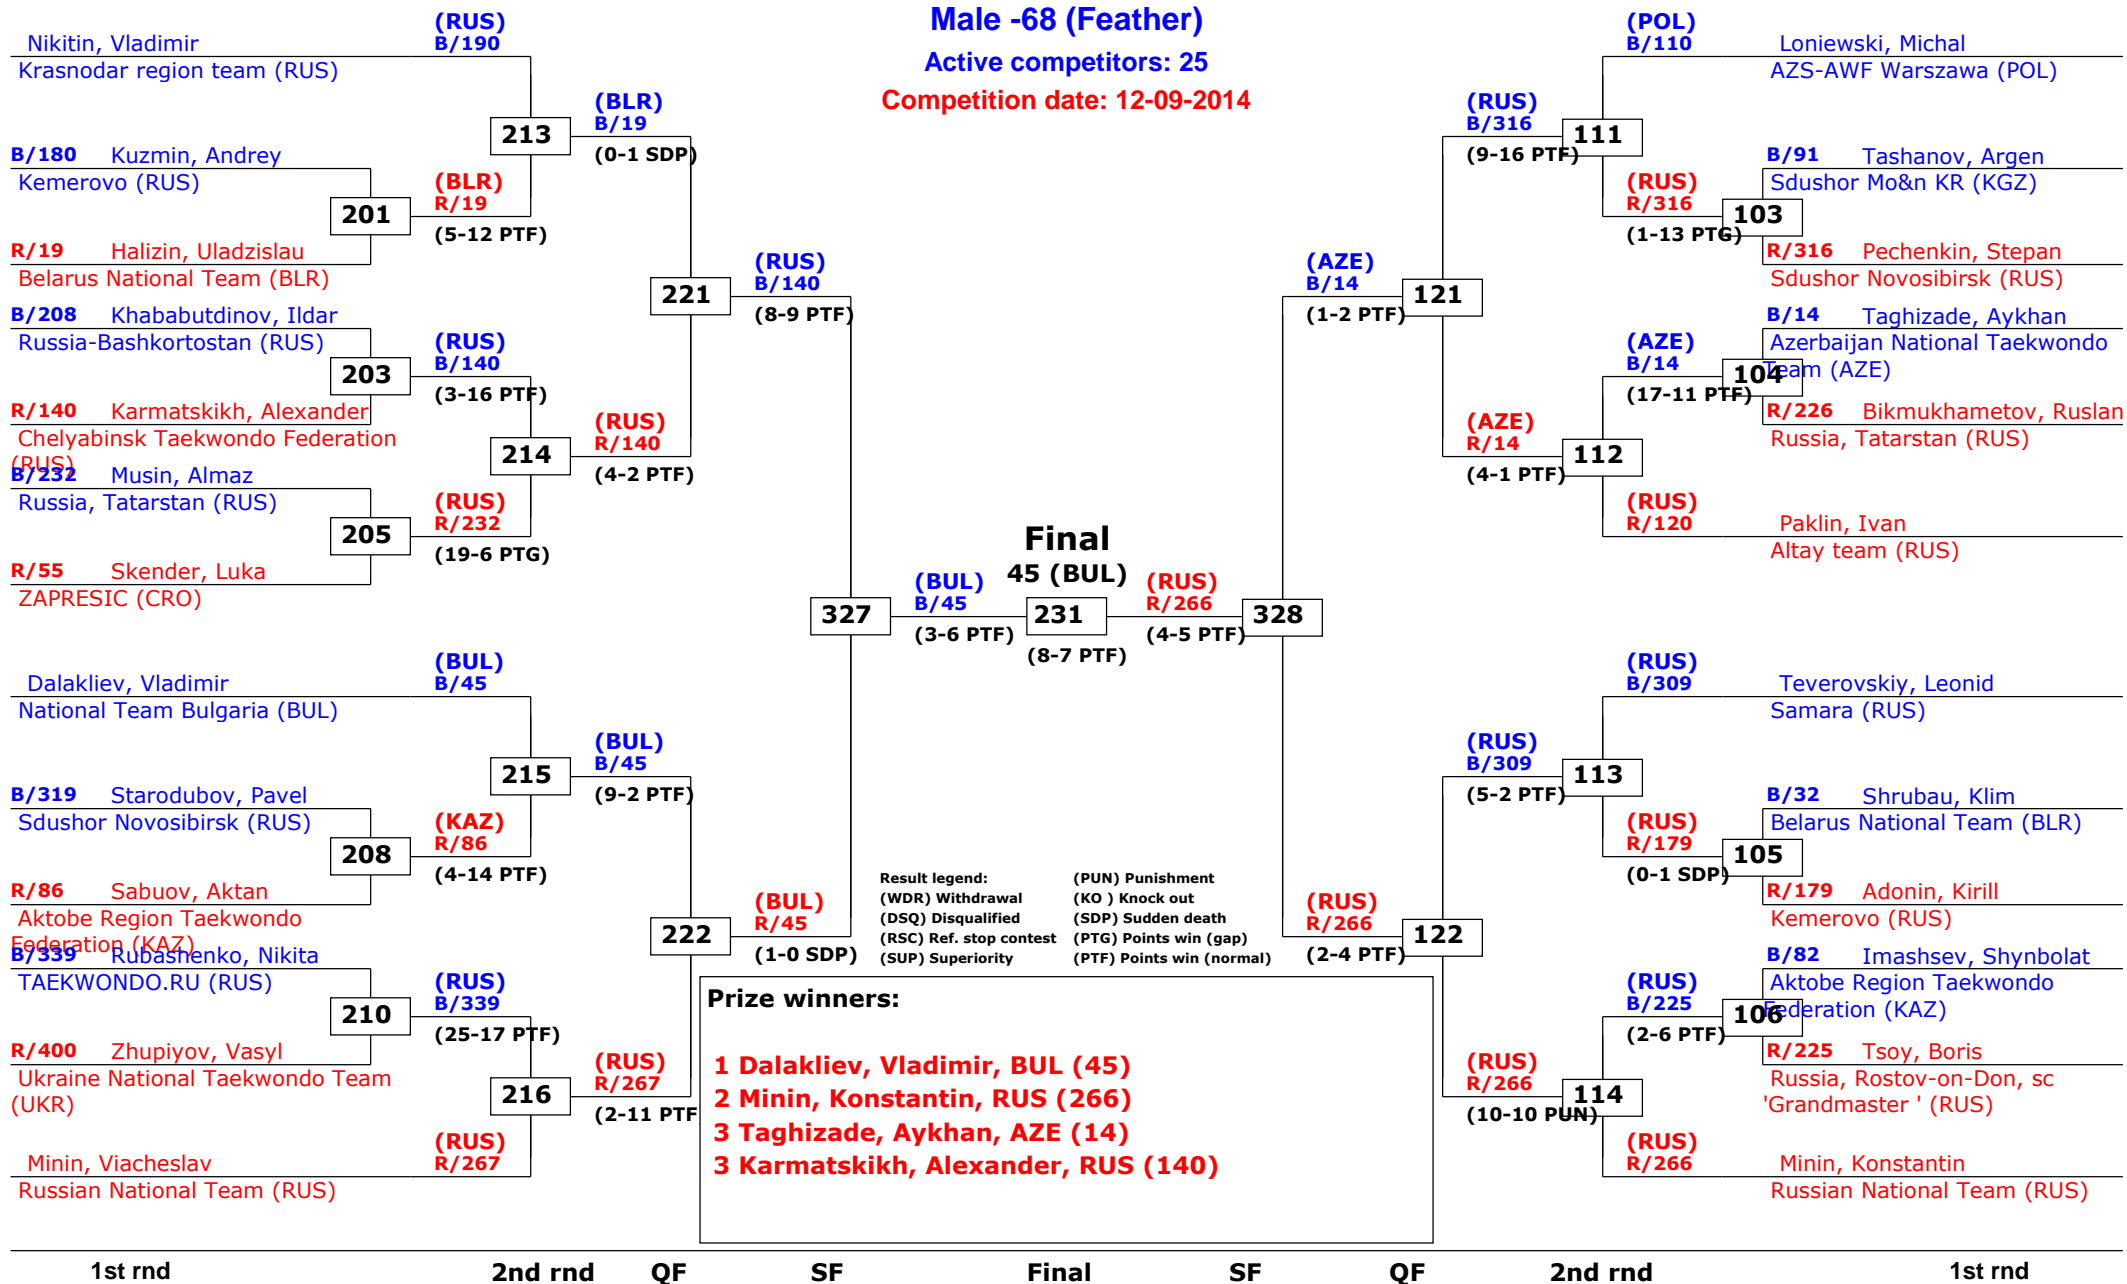 Male -68 (Feather)
Active competitors: 25
Competition date: 12-09-2014
Nikitin, Vladimir
Krasnodar region team (RUS)
(RUS)
B/190
B/180 Kuzmin, Andrey
Kemerovo (RUS)
201
R/19 Halizin, Uladzislau
Belarus National Team (BLR)
(BLR)
R/19
(5-12 PTF)
213
(BLR)
B/19
(0-1 SDP)
B/208 Khababutdinov, Ildar
Russia-Bashkortostan (RUS)
203
R/140 Karmatskikh, Alexander
Chelyabinsk Taekwondo Federation
(RUS)
(RUS)
B/140
(3-16 PTF)
B/232 Musin, Almaz
Russia, Tatarstan (RUS)
205
R/55 Skender, Luka
ZAPRESIC (CRO)
(RUS)
R/232
(19-6 PTG)
214
(RUS)
R/140
(4-2 PTF)
221
(RUS)
B/140
(8-9 PTF)
Dalakliev, Vladimir
National Team Bulgaria (BUL)
(BUL)
B/45
B/319 Starodubov, Pavel
Sdushor Novosibirsk (RUS)
208
R/86 Sabuov, Aktan
Aktobe Region Taekwondo
Federation (KAZ)
(KAZ)
R/86
(4-14 PTF)
215
(BUL)
B/45
(9-2 PTF)
B/339 Rubashenko, Nikita
TAEKWONDO.RU (RUS)
210
R/400 Zhupiyov, Vasyl
Ukraine National Taekwondo Team
(UKR)
(RUS)
B/339
(25-17 PTF)
Minin, Viacheslav
Russian National Team (RUS)
(RUS)
R/267
216
(RUS)
R/267
(2-11 PTF
222
(BUL)
R/45
(1-0 SDP)
327
(BUL)
B/45
(3-6 PTF)
Final
45 (BUL)
231
(8-7 PTF)
(RUS)
R/266
(4-5 PTF)
328
(AZE)
B/14
(1-2 PTF)
121
(RUS)
B/316
(9-16 PTF)
111
(POL)
B/110
Loniewski, Michal
AZS-AWF Warszawa (POL)
B/91 Tashanov, Argen
Sdushor Mo&n KR (KGZ)
(RUS)
R/316
(1-13 PTG)
103
R/316 Pechenkin, Stepan
Sdushor Novosibirsk (RUS)
B/14 Taghizade, Aykhan
Azerbaijan National Taekwondo
Team (AZE)
(AZE)
B/14
(17-11 PTF)
104
R/226 Bikmukhametov, Ruslan
Russia, Tatarstan (RUS)
(AZE)
R/14
(4-1 PTF)
112
(RUS)
R/120
Paklin, Ivan
Altay team (RUS)
(RUS)
B/309
Teverovskiy, Leonid
Samara (RUS)
(RUS)
B/309
(5-2 PTF)
113
B/32 Shrubau, Klim
Belarus National Team (BLR)
(RUS)
R/179
(0-1 SDP)
105
R/179 Adonin, Kirill
Kemerovo (RUS)
(RUS)
R/266
(2-4 PTF)
122
B/82 Imashsev, Shynbolat
Aktobe Region Taekwondo
Federation (KAZ)
(RUS)
B/225
(2-6 PTF)
106
R/225 Tsoy, Boris
Russia, Rostov-on-Don, sc
'Grandmaster ' (RUS)
(RUS)
R/266
(10-10 PUN)
114
(RUS)
R/266
Minin, Konstantin
Russian National Team (RUS)
Result legend: (PUN) Punishment
(WDR) Withdrawal (KO ) Knock out
(DSQ) Disqualified (SDP) Sudden death
(RSC) Ref. stop contest (PTG) Points win (gap)
(SUP) Superiority (PTF) Points win (normal)
Prize winners:
1 Dalakliev, Vladimir, BUL (45)
2 Minin, Konstantin, RUS (266)
3 Taghizade, Aykhan, AZE (14)
3 Karmatskikh, Alexander, RUS (140)
1st rnd 2nd rnd QF SF Final SF QF 2nd rnd 1st rnd